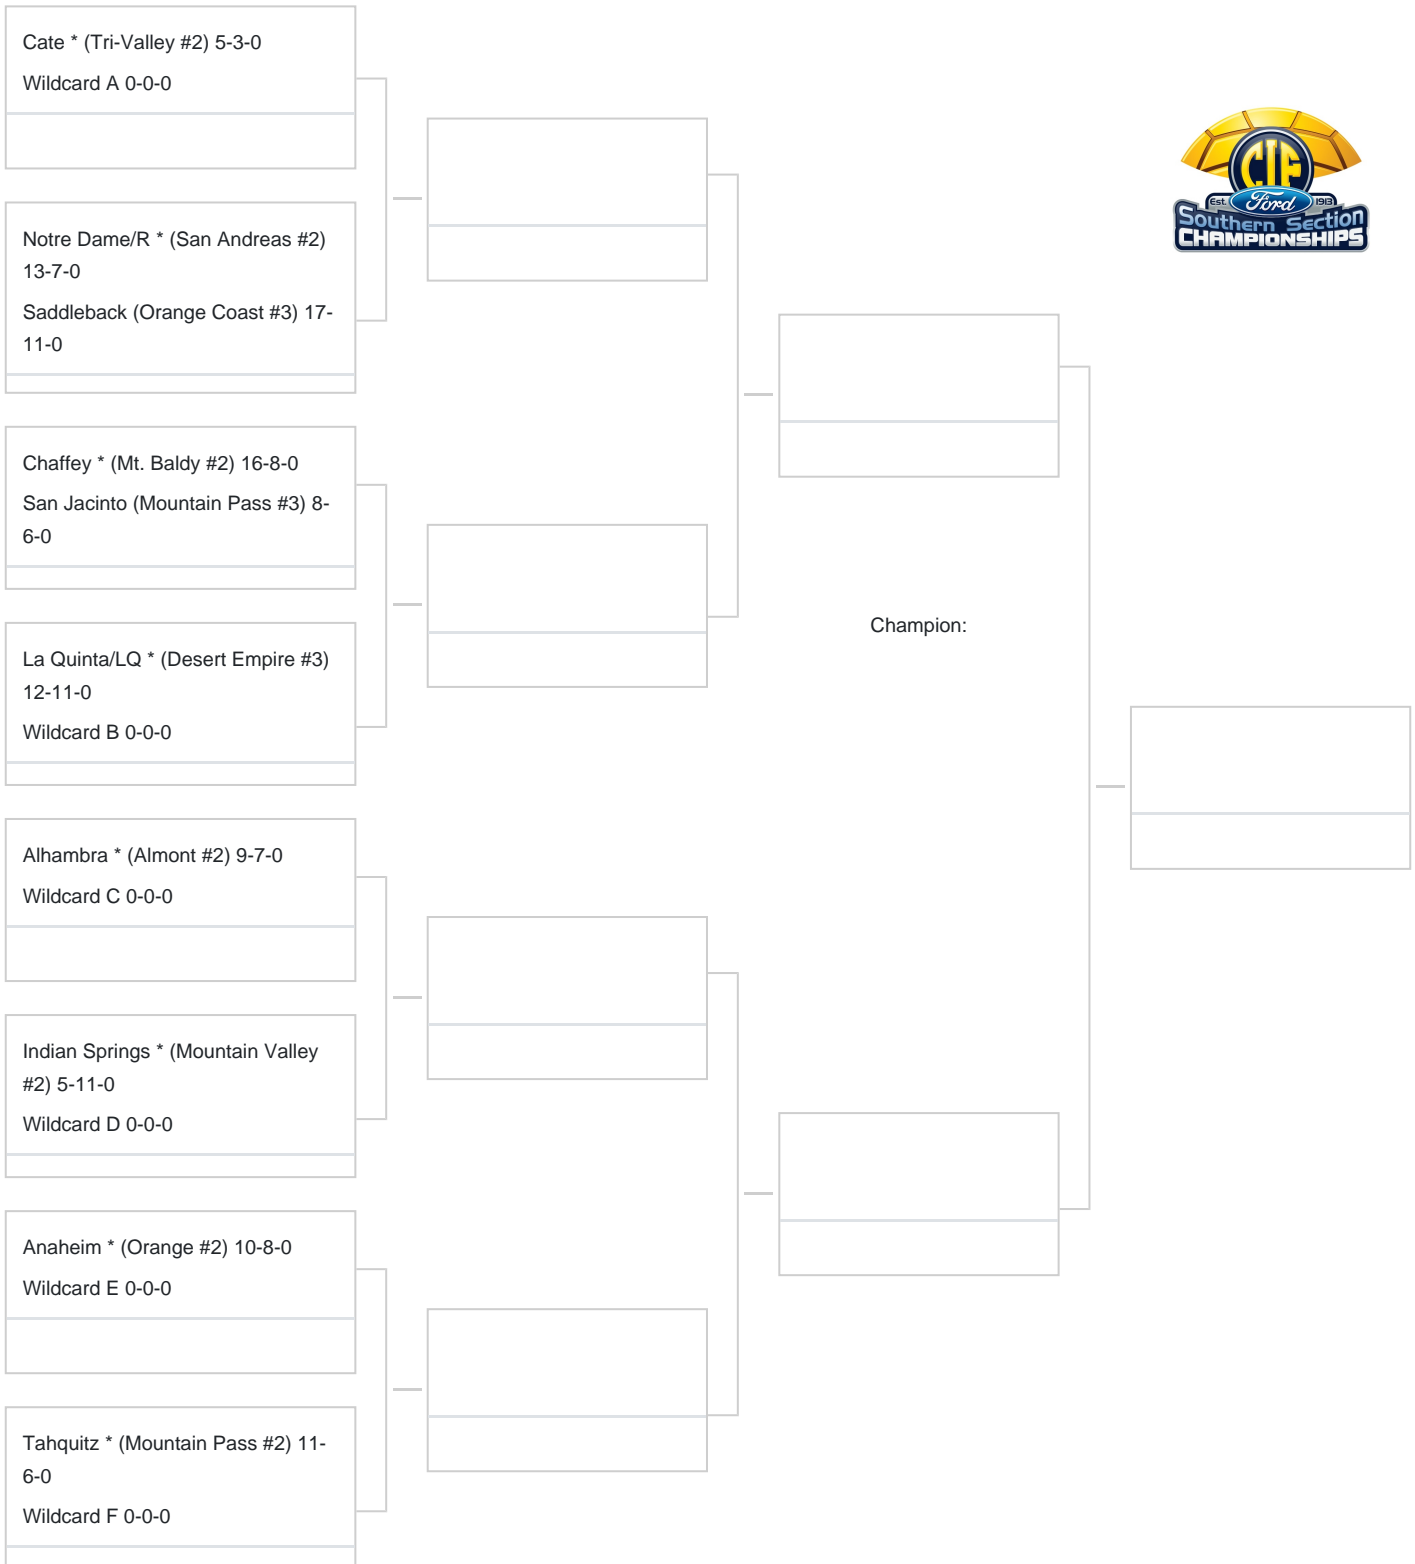 Cate * (Tri-Valley #2) 5-3-0
Wildcard A 0-0-0
Notre Dame/R * (San Andreas #2)
13-7-0
Saddleback (Orange Coast #3) 17-
11-0
Chaffey * (Mt. Baldy #2) 16-8-0
San Jacinto (Mountain Pass #3) 8-
6-0
La Quinta/LQ * (Desert Empire #3)
12-11-0
Wildcard B 0-0-0
Alhambra * (Almont #2) 9-7-0
Wildcard C 0-0-0
Indian Springs * (Mountain Valley
#2) 5-11-0
Wildcard D 0-0-0
Anaheim * (Orange #2) 10-8-0
Wildcard E 0-0-0
Tahquitz * (Mountain Pass #2) 11-
6-0
Wildcard F 0-0-0
Champion:
CIF
Est. Ford 1913
Southern Section
CHAMPIONSHIPS